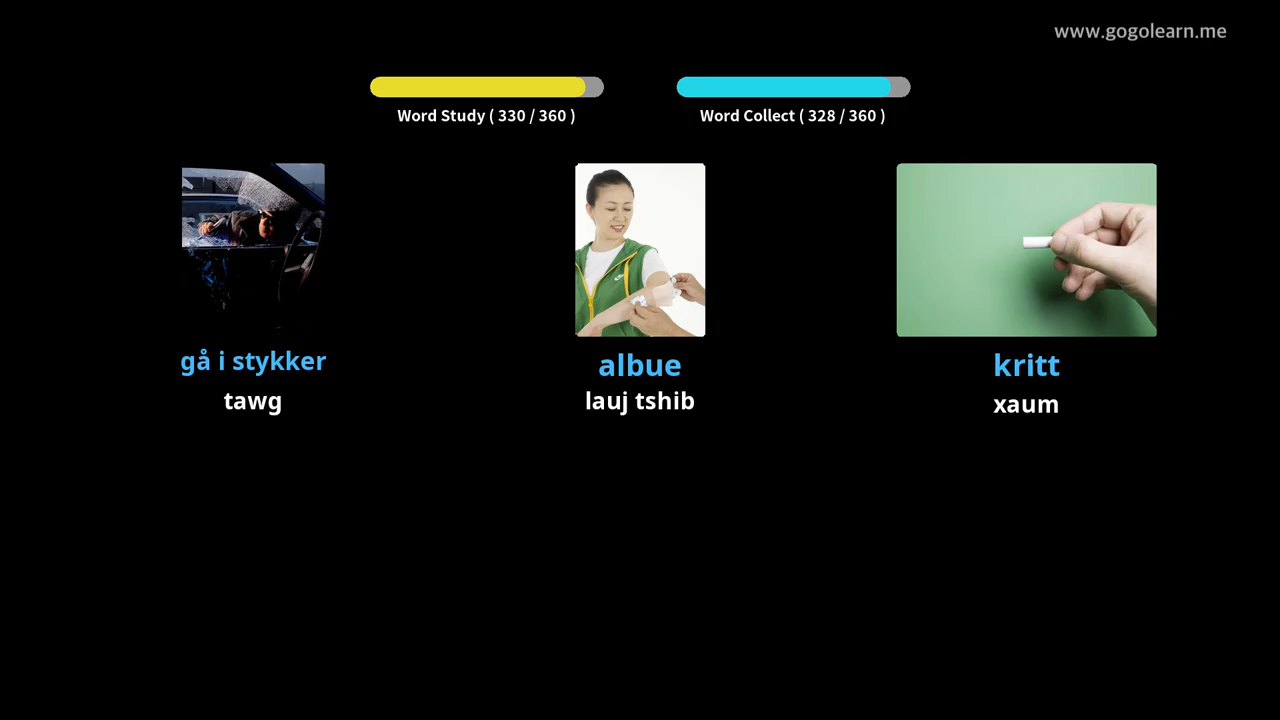 www.gogolearn.me
Word Study ( 330 / 360 )
Word Collect ( 328 / 360 )
gå i stykker
albue
kritt
tawg
lauj tshib
xaum